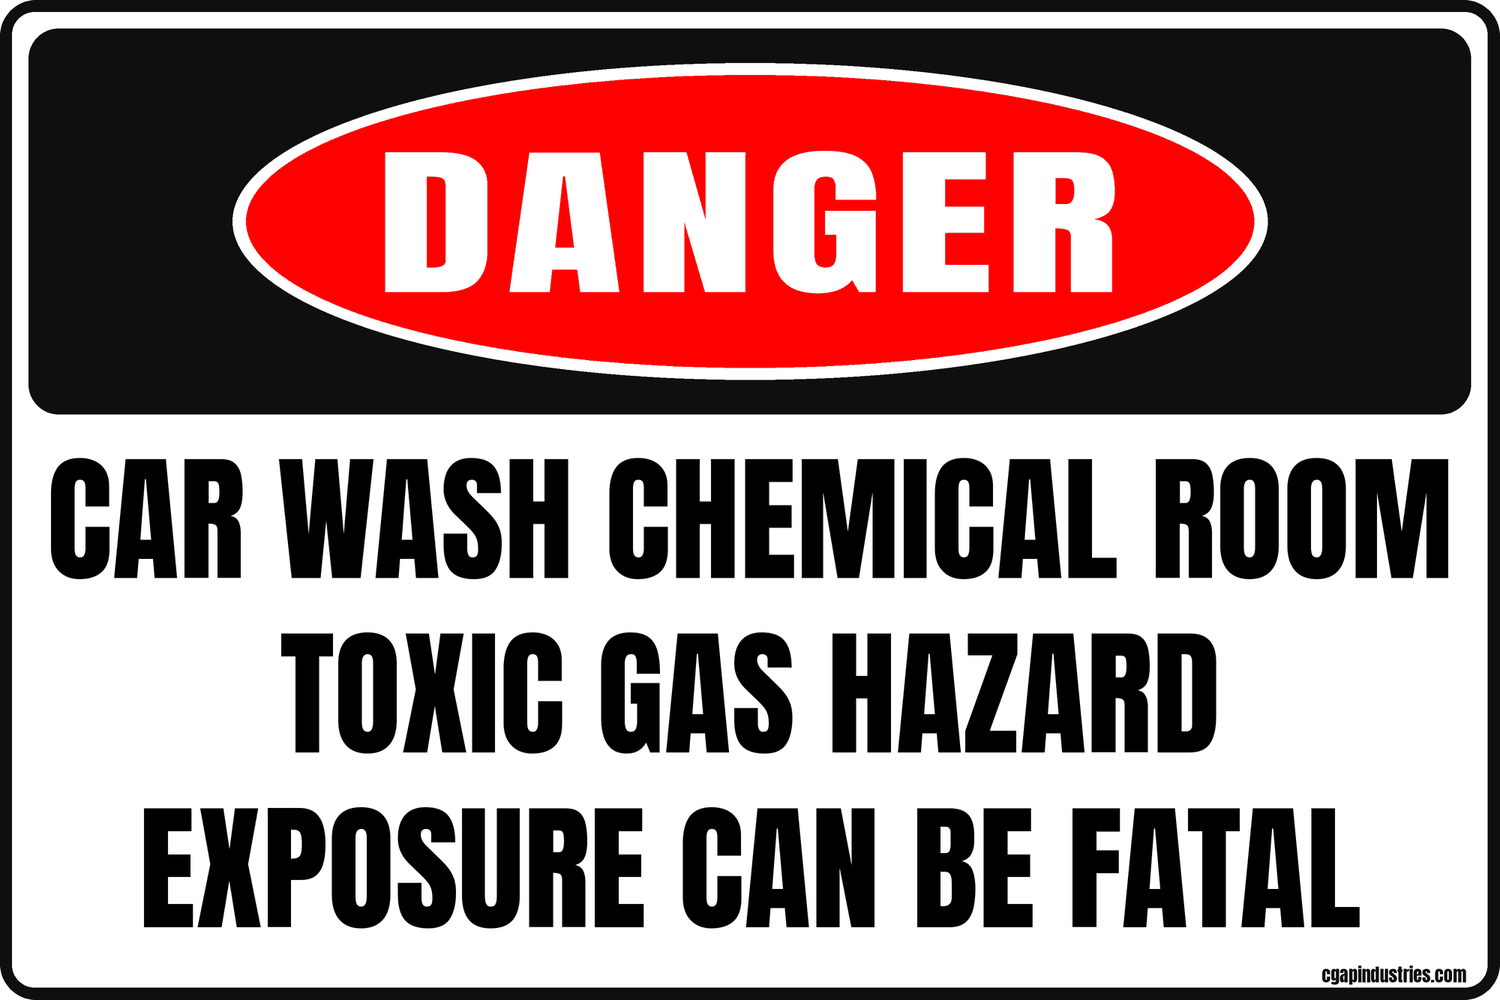 DANGER
CAR WASH CHEMICAL ROOM
TOXIC GAS HAZARD
EXPOSURE CAN BE FATAL
cgapindustries.com